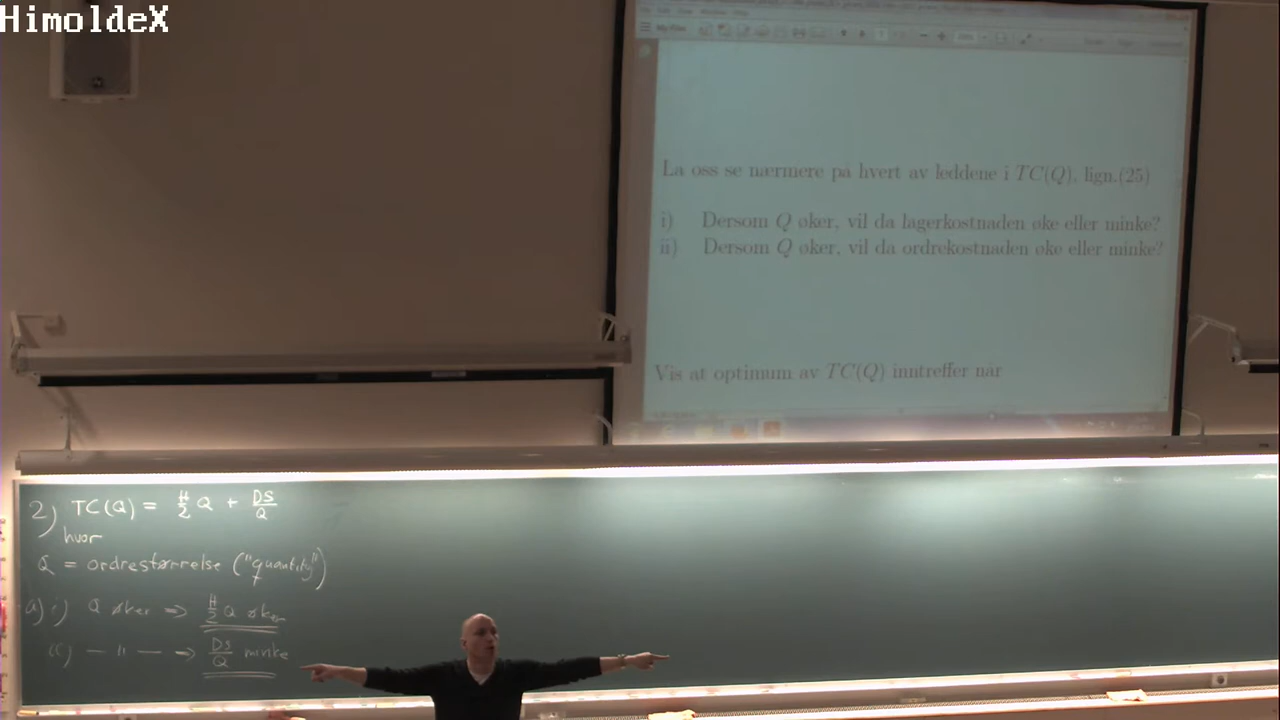 HimoldeX
La oss se nærmere på hvert av leddene i TC(Q), lign.(25)
i) Dersom Q øker, vil da lagerkostnaden øke eller minke?
ii) Dersom Q øker, vil da ordrekostnaden øke eller minke?
Vis at optimum av TC(Q) inntreffer når
2) TC(Q) = H/2 Q + DS/Q
hvor
Q = ordrestørrelse ("quantity")
a) i) Q øker => H/2 Q øker
ii) — " — => DS/Q minke